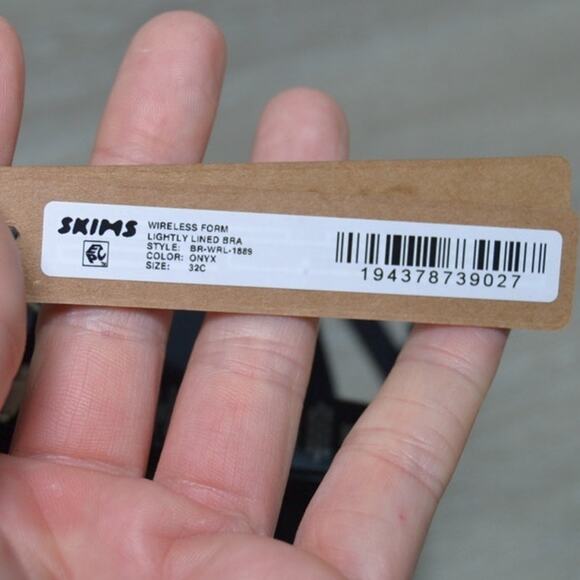 SKIMS
WIRELESS FORM
LIGHTLY LINED BRA
STYLE: BR-WRL-1889
COLOR: ONYX
SIZE: 32C
194378739027